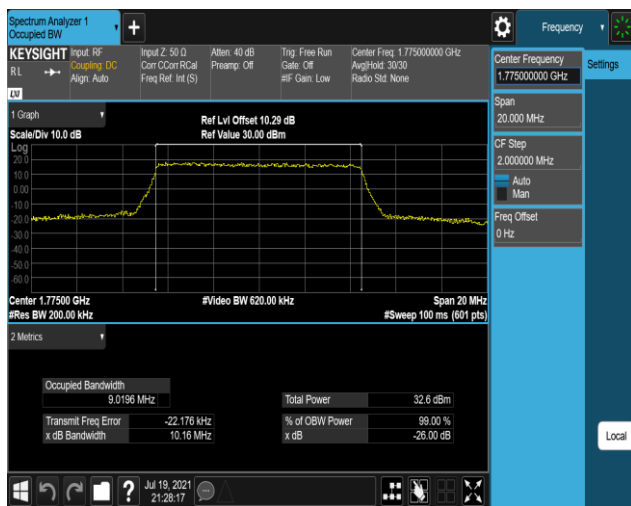 Spectrum Analyzer 1
Occupied BW
+
Frequency
KEYSIGHT
Input: RF
Coupling: DC
Align: Auto
Input Z: 50 Ω
Corr CCorr RCal
Freq Ref: Int (S)
Atten: 40 dB
Preamp: Off
Trig: Free Run
Gate: Off
#IF Gain: Low
Center Freq: 1.775000000 GHz
Avg|Hold: 30/30
Radio Std: None
RL
LXI
Center Frequency
1.775000000 GHz
Settings
Span
20.000 MHz
CF Step
2.000000 MHz
Auto
Man
Freq Offset
0 Hz
Local
1 Graph
Scale/Div 10.0 dB
Ref Lvl Offset 10.29 dB
Ref Value 30.00 dBm
Log
20.0
10.0
0.00
-10.0
-20.0
-30.0
-40.0
-50.0
-60.0
Center 1.77500 GHz
#Res BW 200.00 kHz
#Video BW 620.00 kHz
Span 20 MHz
#Sweep 100 ms (601 pts)
2 Metrics
Occupied Bandwidth
9.0196 MHz
Total Power 32.6 dBm
Transmit Freq Error -22.176 kHz
% of OBW Power 99.00 %
x dB Bandwidth 10.16 MHz
x dB -26.00 dB
?
Jul 19, 2021
21:28:17